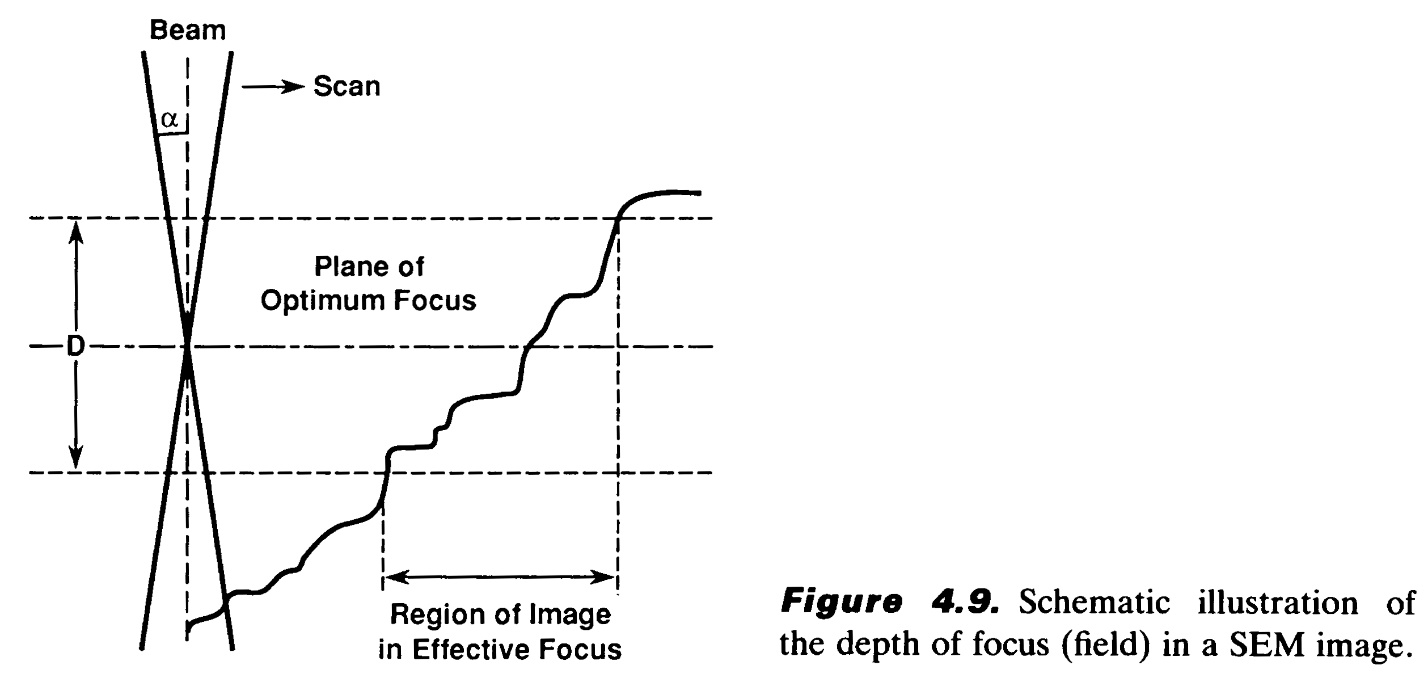 Beam
Scan
α
Plane of
Optimum Focus
D
Region of Image
in Effective Focus
Figure 4.9. Schematic illustration of
the depth of focus (field) in a SEM image.